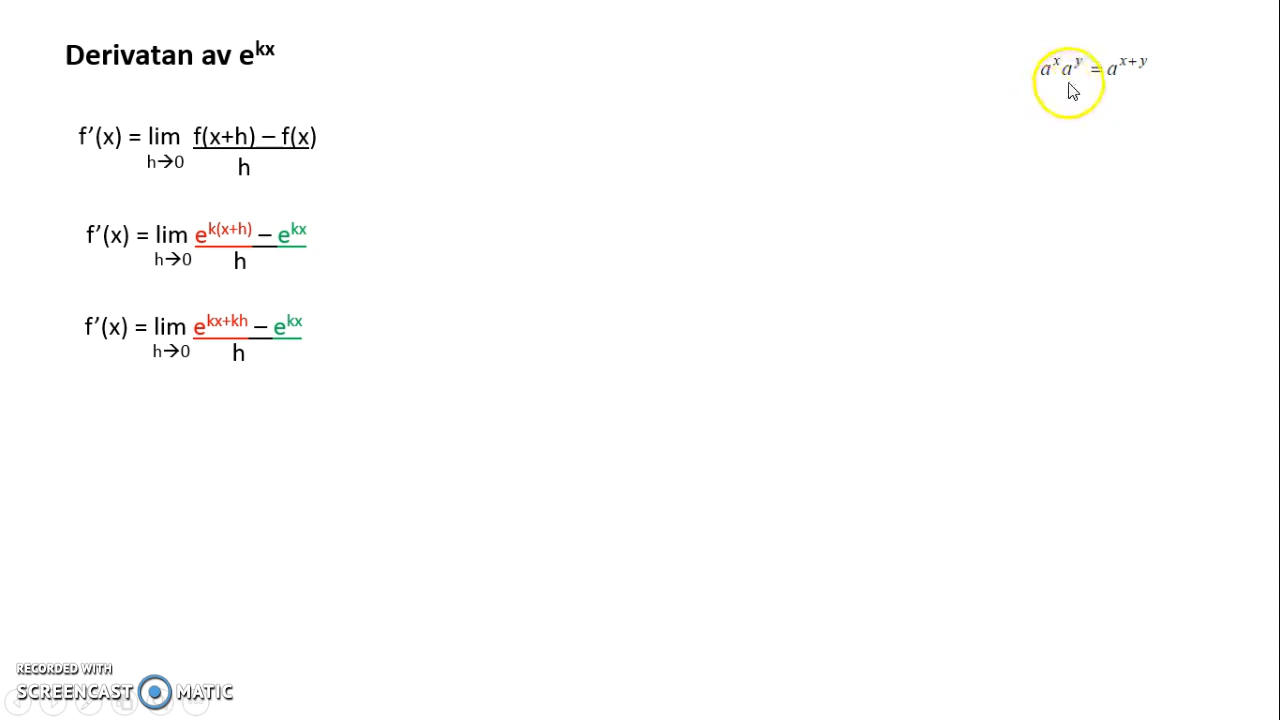 Derivatan av e^kx
a^x a^y = a^(x+y)
f’(x) = lim f(x+h) – f(x)
h→0 h
f’(x) = lim e^k(x+h) – e^kx
h→0 h
f’(x) = lim e^kx+kh – e^kx
h→0 h
RECORDED WITH
SCREENCAST MATIC